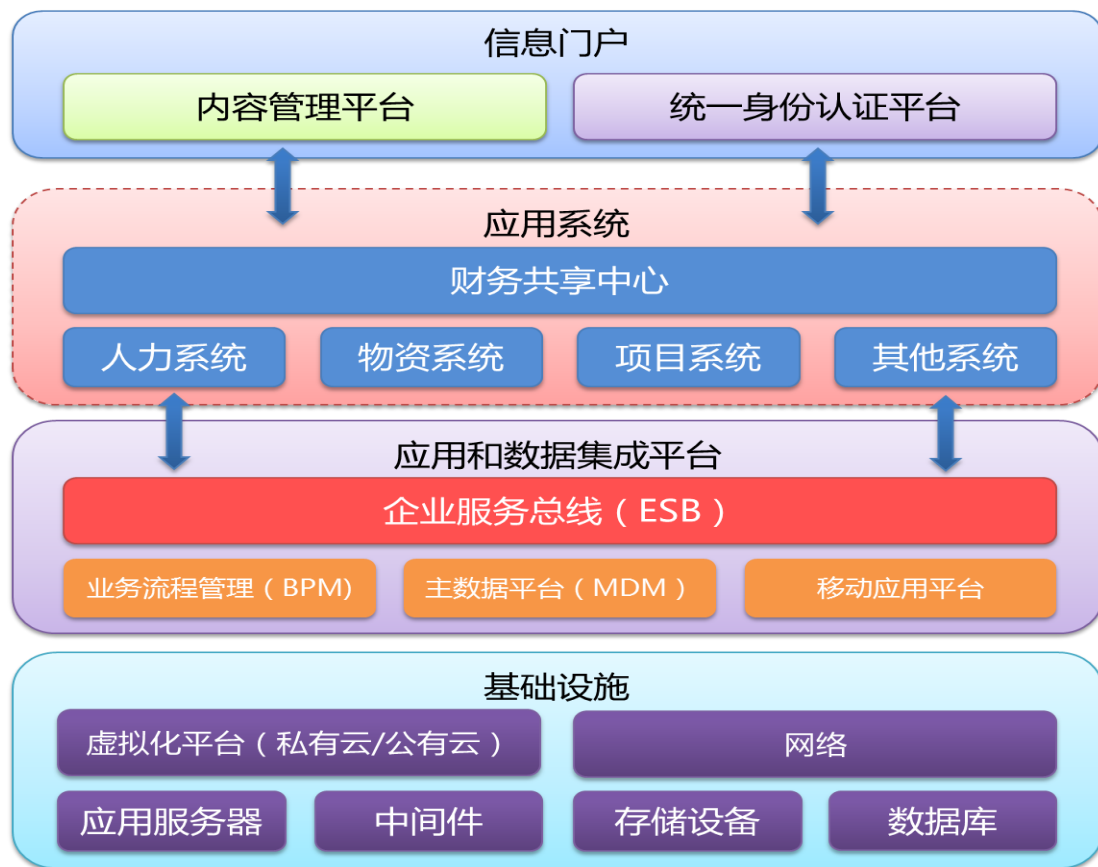 信息门户
内容管理平台
统一身份认证平台
应用系统
财务共享中心
人力系统
物资系统
项目系统
其他系统
应用和数据集成平台
企业服务总线（ESB）
业务流程管理（BPM)
主数据平台（MDM）
移动应用平台
基础设施
虚拟化平台（私有云/公有云）
网络
应用服务器
中间件
存储设备
数据库